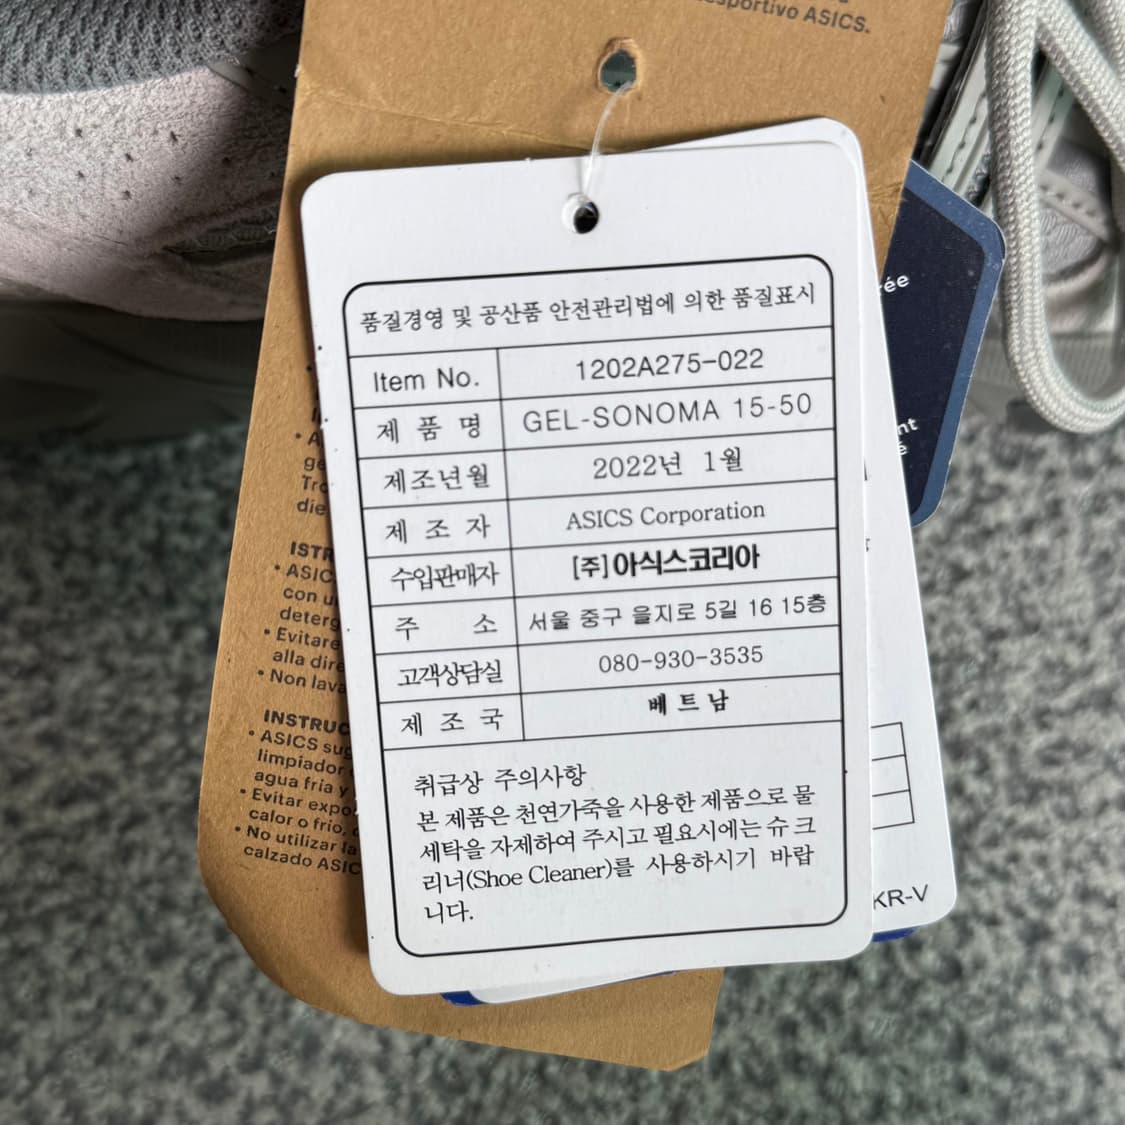 esportivo ASICS.
품질경영 및 공산품 안전관리법에 의한 품질표시
Item No. 1202A275-022
제 품 명 GEL-SONOMA 15-50
제조년월 2022년 1월
제 조 자 ASICS Corporation
수입판매자 [주]아식스코리아
주 소 서울 중구 을지로 5길 16 15층
고객상담실 080-930-3535
제 조 국 베트남
취급상 주의사항
본 제품은 천연가죽을 사용한 제품으로 물
세탁을 자제하여 주시고 필요시에는 슈크
리너(Shoe Cleaner)를 사용하시기 바랍
니다.
ISTR
• ASIC
con u
deterg
• Evitare
alla dire
• Non lava
INSTRUC
• ASICS sug
limpiador
agua fria y
• Evitar expo
calor o frío,
• No utilizar la
calzado ASIC
rée
nt
é
KR-V